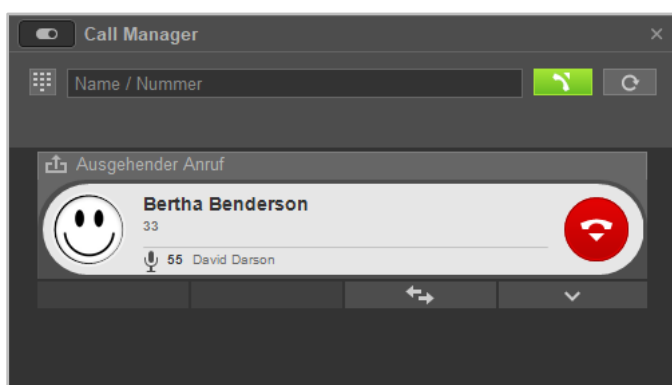 Call Manager
Name / Nummer
Ausgehender Anruf
Bertha Benderson
33
55 David Darson